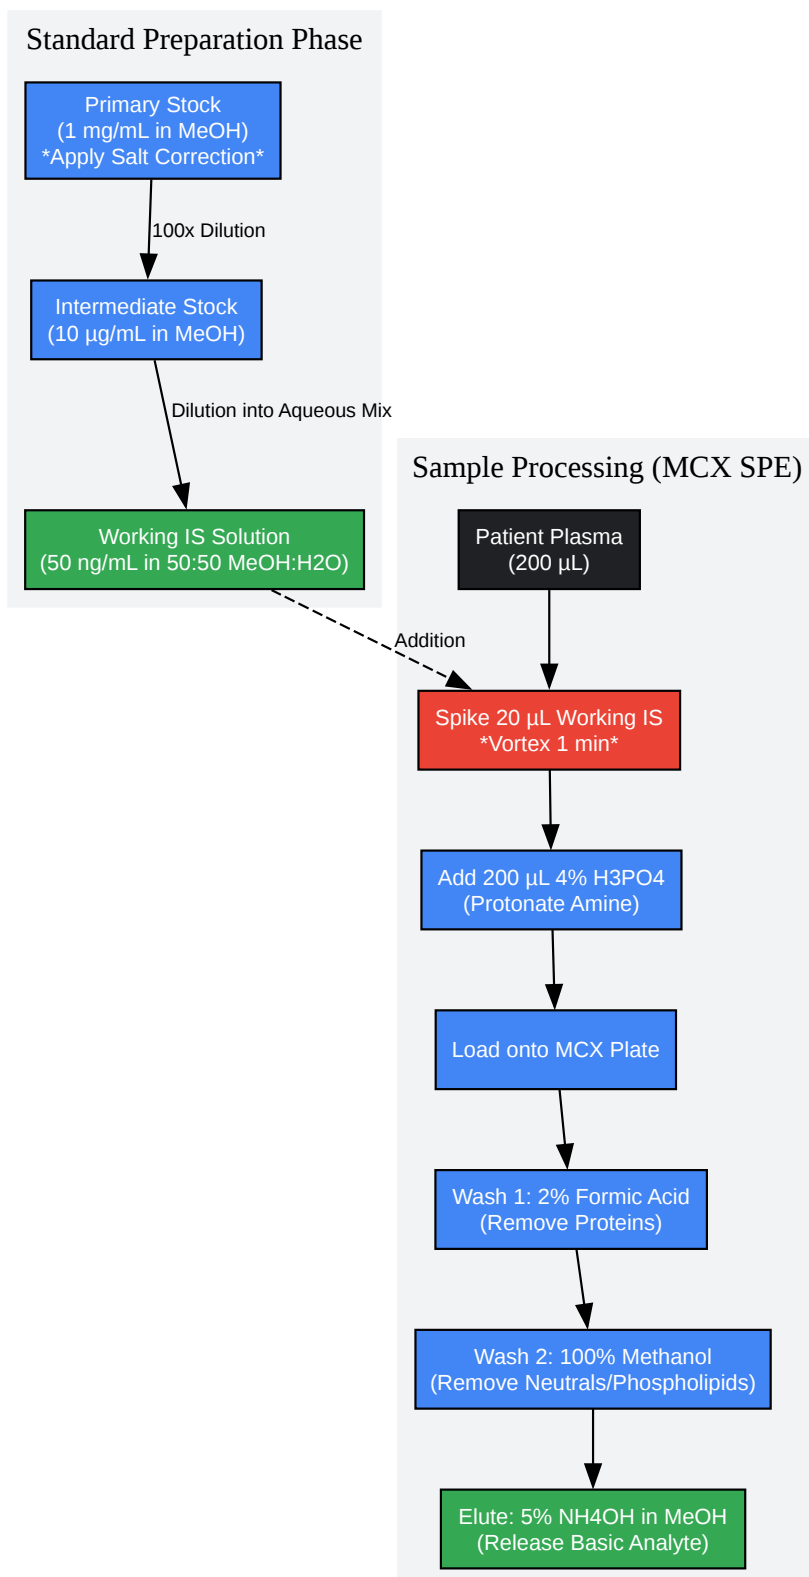 Standard Preparation Phase
Primary Stock
(1 mg/mL in MeOH)
*Apply Salt Correction*
100x Dilution
Intermediate Stock
(10 µg/mL in MeOH)
Dilution into Aqueous Mix
Working IS Solution
(50 ng/mL in 50:50 MeOH:H2O)
Addition
Sample Processing (MCX SPE)
Patient Plasma
(200 µL)
Spike 20 µL Working IS
*Vortex 1 min*
Add 200 µL 4% H3PO4
(Protonate Amine)
Load onto MCX Plate
Wash 1: 2% Formic Acid
(Remove Proteins)
Wash 2: 100% Methanol
(Remove Neutrals/Phospholipids)
Elute: 5% NH4OH in MeOH
(Release Basic Analyte)